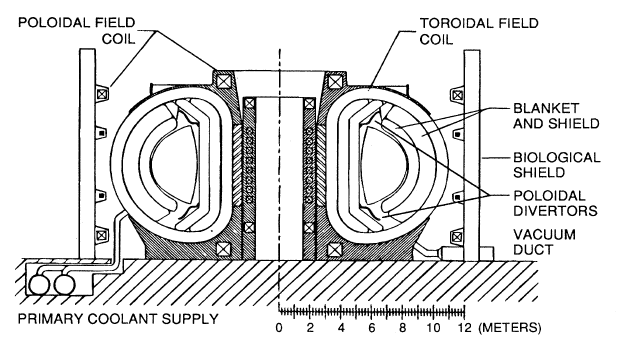 POLOIDAL FIELD
COIL
TOROIDAL FIELD
COIL
BLANKET
AND SHIELD
BIOLOGICAL
SHIELD
POLOIDAL
DIVERTORS
VACUUM
DUCT
PRIMARY COOLANT SUPPLY
0 2 4 6 8 10 12 (METERS)